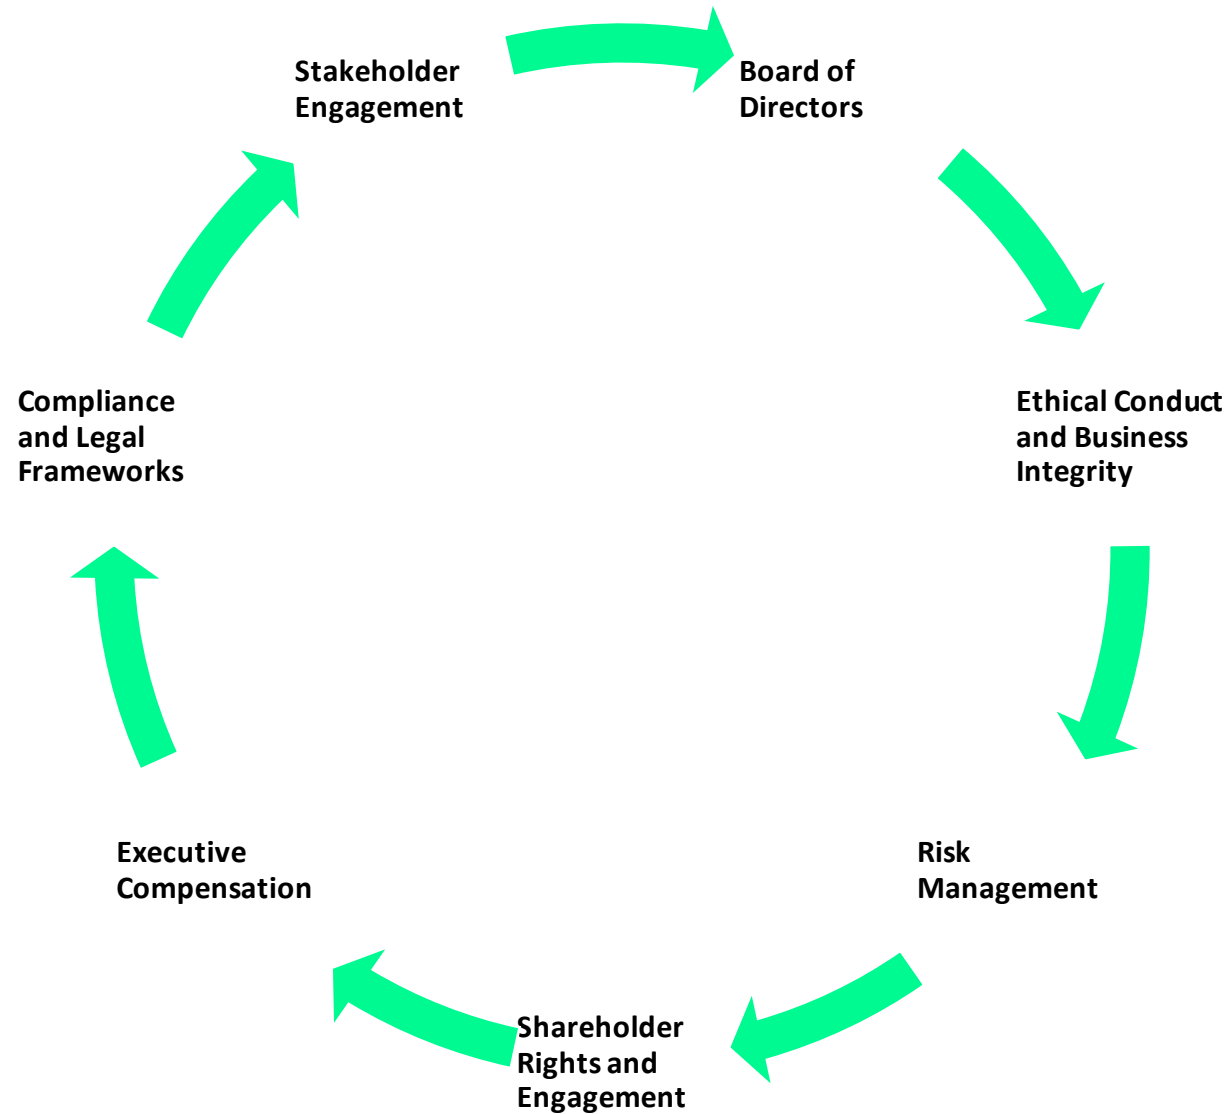 Stakeholder
Engagement
Board of
Directors
Ethical Conduct
and Business
Integrity
Risk
Management
Shareholder
Rights and
Engagement
Executive
Compensation
Compliance
and Legal
Frameworks